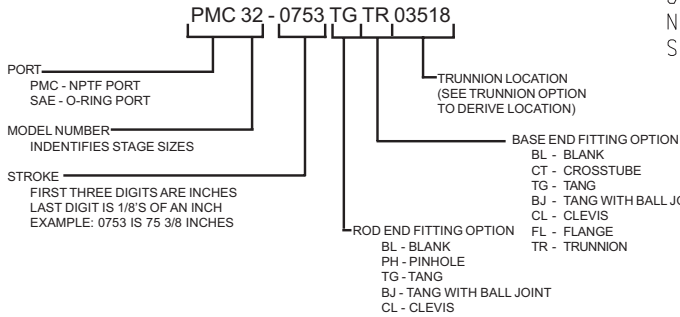 PMC 32 - 0753 TG TR 03518
PORT
PMC - NPTF PORT
SAE - O-RING PORT
MODEL NUMBER
INDENTIFIES STAGE SIZES
STROKE
FIRST THREE DIGITS ARE INCHES
LAST DIGIT IS 1/8'S OF AN INCH
EXAMPLE: 0753 IS 75 3/8 INCHES
TRUNNION LOCATION
(SEE TRUNNION OPTION
TO DERIVE LOCATION)
BASE END FITTING OPTION
BL - BLANK
CT - CROSSTUBE
TG - TANG
BJ - TANG WITH BALL JO
CL - CLEVIS
FL - FLANGE
TR - TRUNNION
ROD END FITTING OPTION
BL - BLANK
PH - PINHOLE
TG - TANG
BJ - TANG WITH BALL JOINT
CL - CLEVIS
N
S